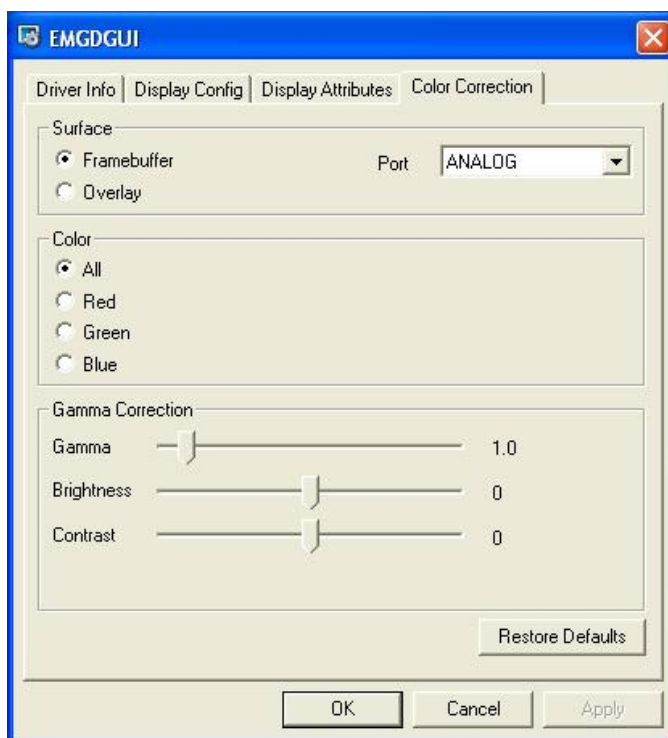 EMGDGUI
Driver Info Display Config Display Attributes Color Correction
Surface
Framebuffer Port ANALOG
Overlay
Color
All
Red
Green
Blue
Gamma Correction
Gamma 1.0
Brightness 0
Contrast 0
Restore Defaults
OK Cancel Apply